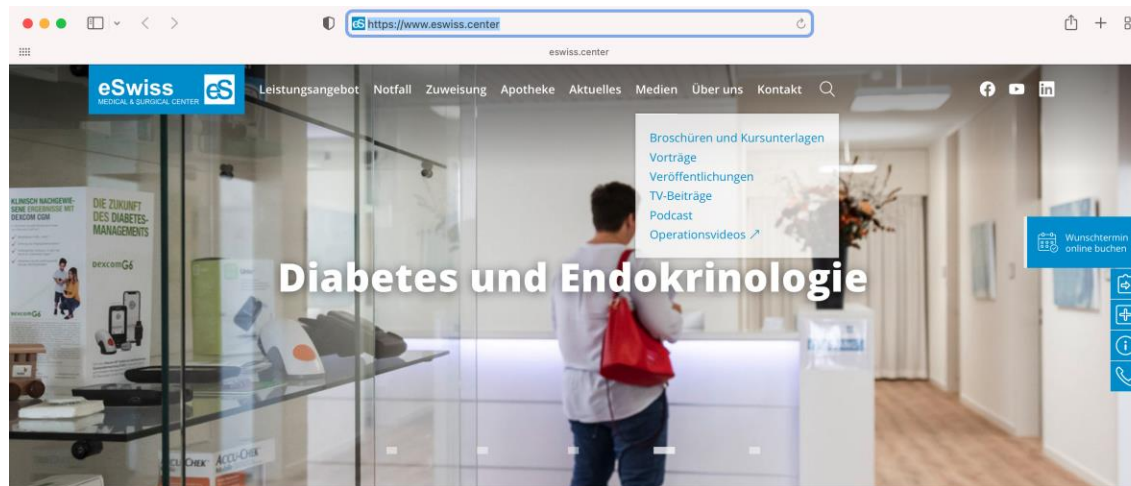 https://www.eswiss.center
eswiss.center
eSwiss eS
MEDICAL & SURGICAL CENTER
Leistungsangebot Notfall Zuweisung Apotheke Aktuelles Medien Über uns Kontakt
Broschüren und Kursunterlagen
Vorträge
Veröffentlichungen
TV-Beiträge
Podcast
Operationsvideos ↗
Wunschtermin
online buchen
KLINISCH NACHGEWIE-
SENE ERGEBNISSE MIT
DEXCOM CGM
DIE ZUKUNFT
DES DIABETES-
MANAGEMENTS
Dexcom G6
Diabetes und Endokrinologie
ACCU-CHEK